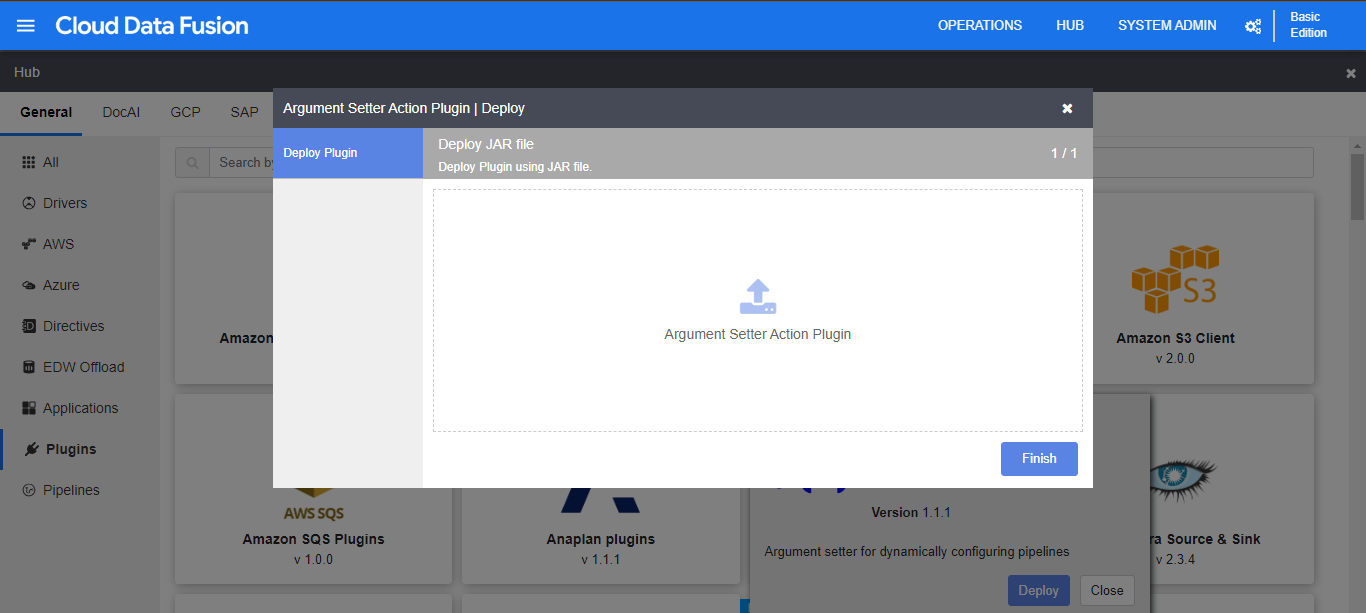 Cloud Data Fusion
OPERATIONS
HUB
SYSTEM ADMIN
Basic
Edition
Hub
General
DocAI
GCP
SAP
Argument Setter Action Plugin | Deploy
Deploy Plugin
Deploy JAR file
Deploy Plugin using JAR file.
1 / 1
Argument Setter Action Plugin
Finish
All
Drivers
AWS
Azure
Directives
EDW Offload
Applications
Plugins
Pipelines
Search by
Amazon
S3
Amazon S3 Client
v 2.0.0
AWS SQS
Amazon SQS Plugins
v 1.0.0
Anaplan plugins
v 1.1.1
Version 1.1.1
Argument setter for dynamically configuring pipelines
Deploy
Close
ra Source & Sink
v 2.3.4